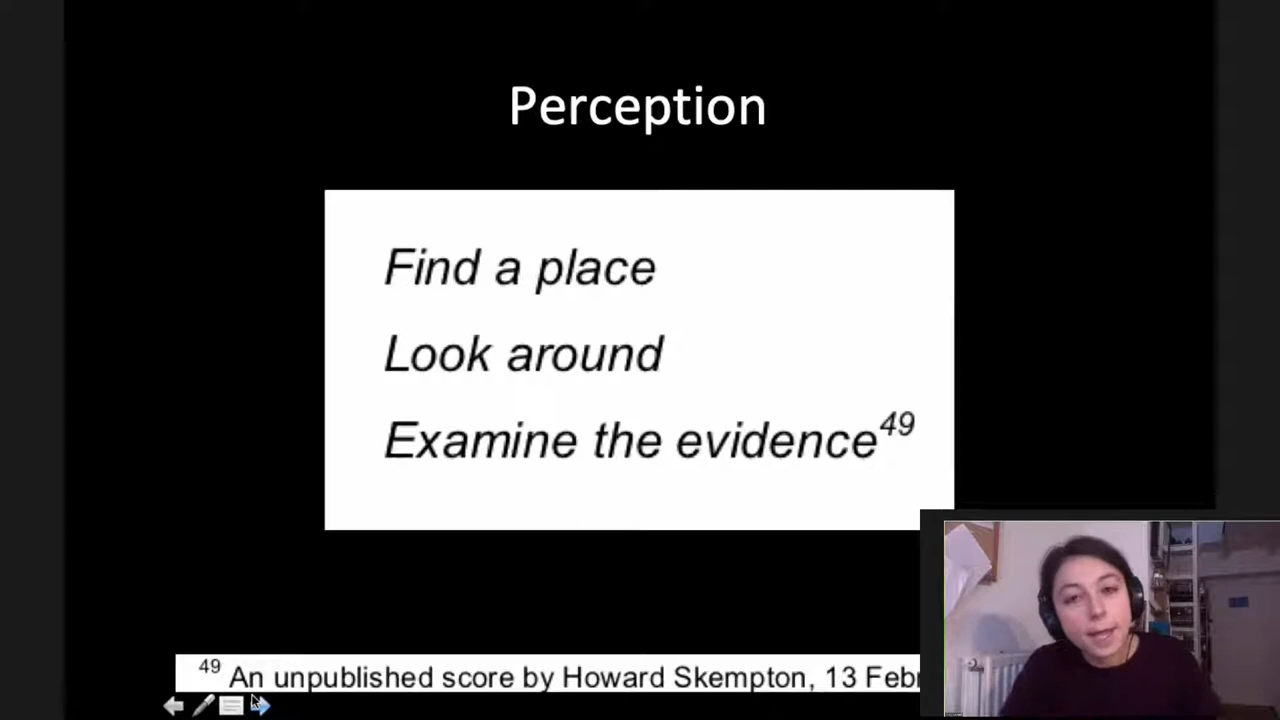 Perception
Find a place
Look around
Examine the evidence49
49 An unpublished score by Howard Skempton, 13 Febr